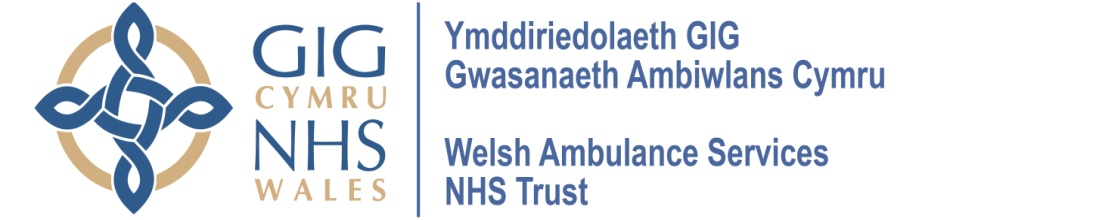 GIG
CYMRU
NHS
WALES
Ymddiriedolaeth GIG
Gwasanaeth Ambiwlans Cymru
Welsh Ambulance Services
NHS Trust